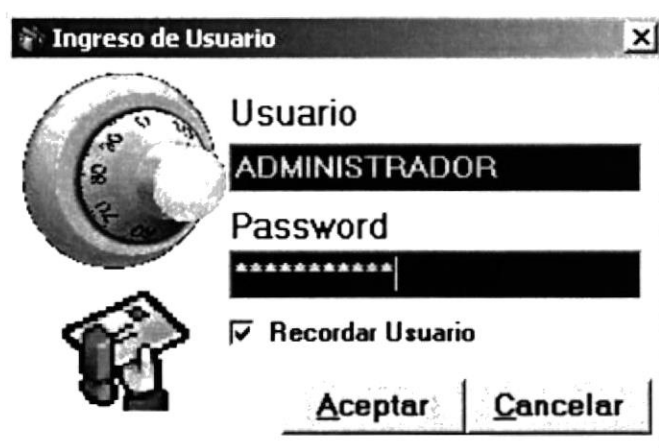 Ingreso de Usuario
Usuario
ADMINISTRADOR
Password
***********
Recordar Usuario
Aceptar
Cancelar